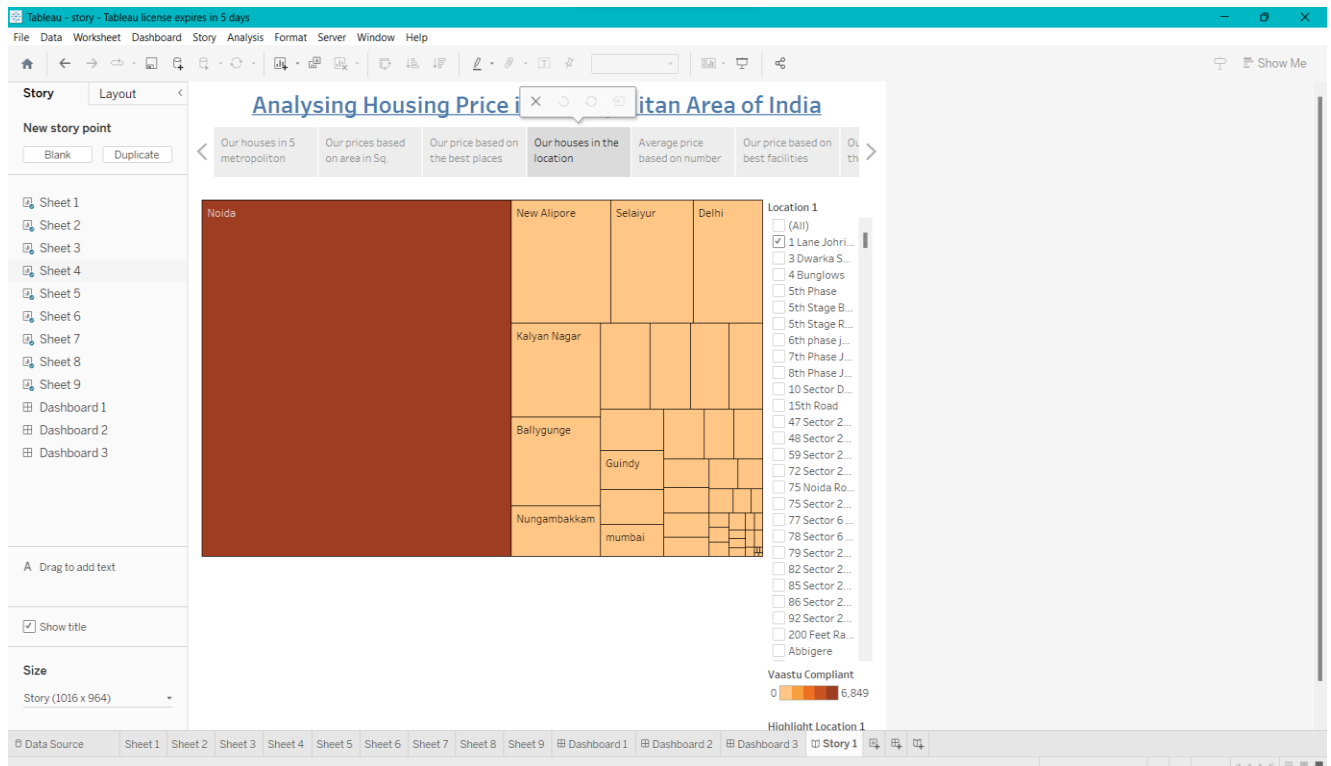 Tableau - story - Tableau license expires in 5 days
File Data Worksheet Dashboard Story Analysis Format Server Window Help
Show Me
Story Layout
New story point
Blank Duplicate
Sheet 1
Sheet 2
Sheet 3
Sheet 4
Sheet 5
Sheet 6
Sheet 7
Sheet 8
Sheet 9
Dashboard 1
Dashboard 2
Dashboard 3
A Drag to add text
Show title
Size
Story (1016 x 964)
Analysing Housing Price i itan Area of India
Our houses in 5
metropoliton
Our prices based
on area in Sq.
Our price based on
the best places
Our houses in the
location
Average price
based on number
Our price based on
best facilities
Ou
th
Noida
New Alipore
Selaiyur
Delhi
Kalyan Nagar
Ballygunge
Guindy
Nungambakkam
mumbai
Location 1
(All)
1 Lane Johri...
3 Dwarka S...
4 Bunglows
5th Phase
5th Stage B...
5th Stage R...
6th phase j...
7th Phase J...
8th Phase J...
10 Sector D...
15th Road
47 Sector 2...
48 Sector 2...
59 Sector 2...
72 Sector 2...
75 Noida Ro...
75 Sector 2...
77 Sector 6 ...
78 Sector 6 ...
79 Sector 2...
82 Sector 2...
85 Sector 2...
86 Sector 2...
92 Sector 2...
200 Feet Ra...
Abbigere
Vaastu Compliant
0 6,849
Highlight Location 1
Data Source Sheet 1 Sheet 2 Sheet 3 Sheet 4 Sheet 5 Sheet 6 Sheet 7 Sheet 8 Sheet 9 Dashboard 1 Dashboard 2 Dashboard 3 Story 1